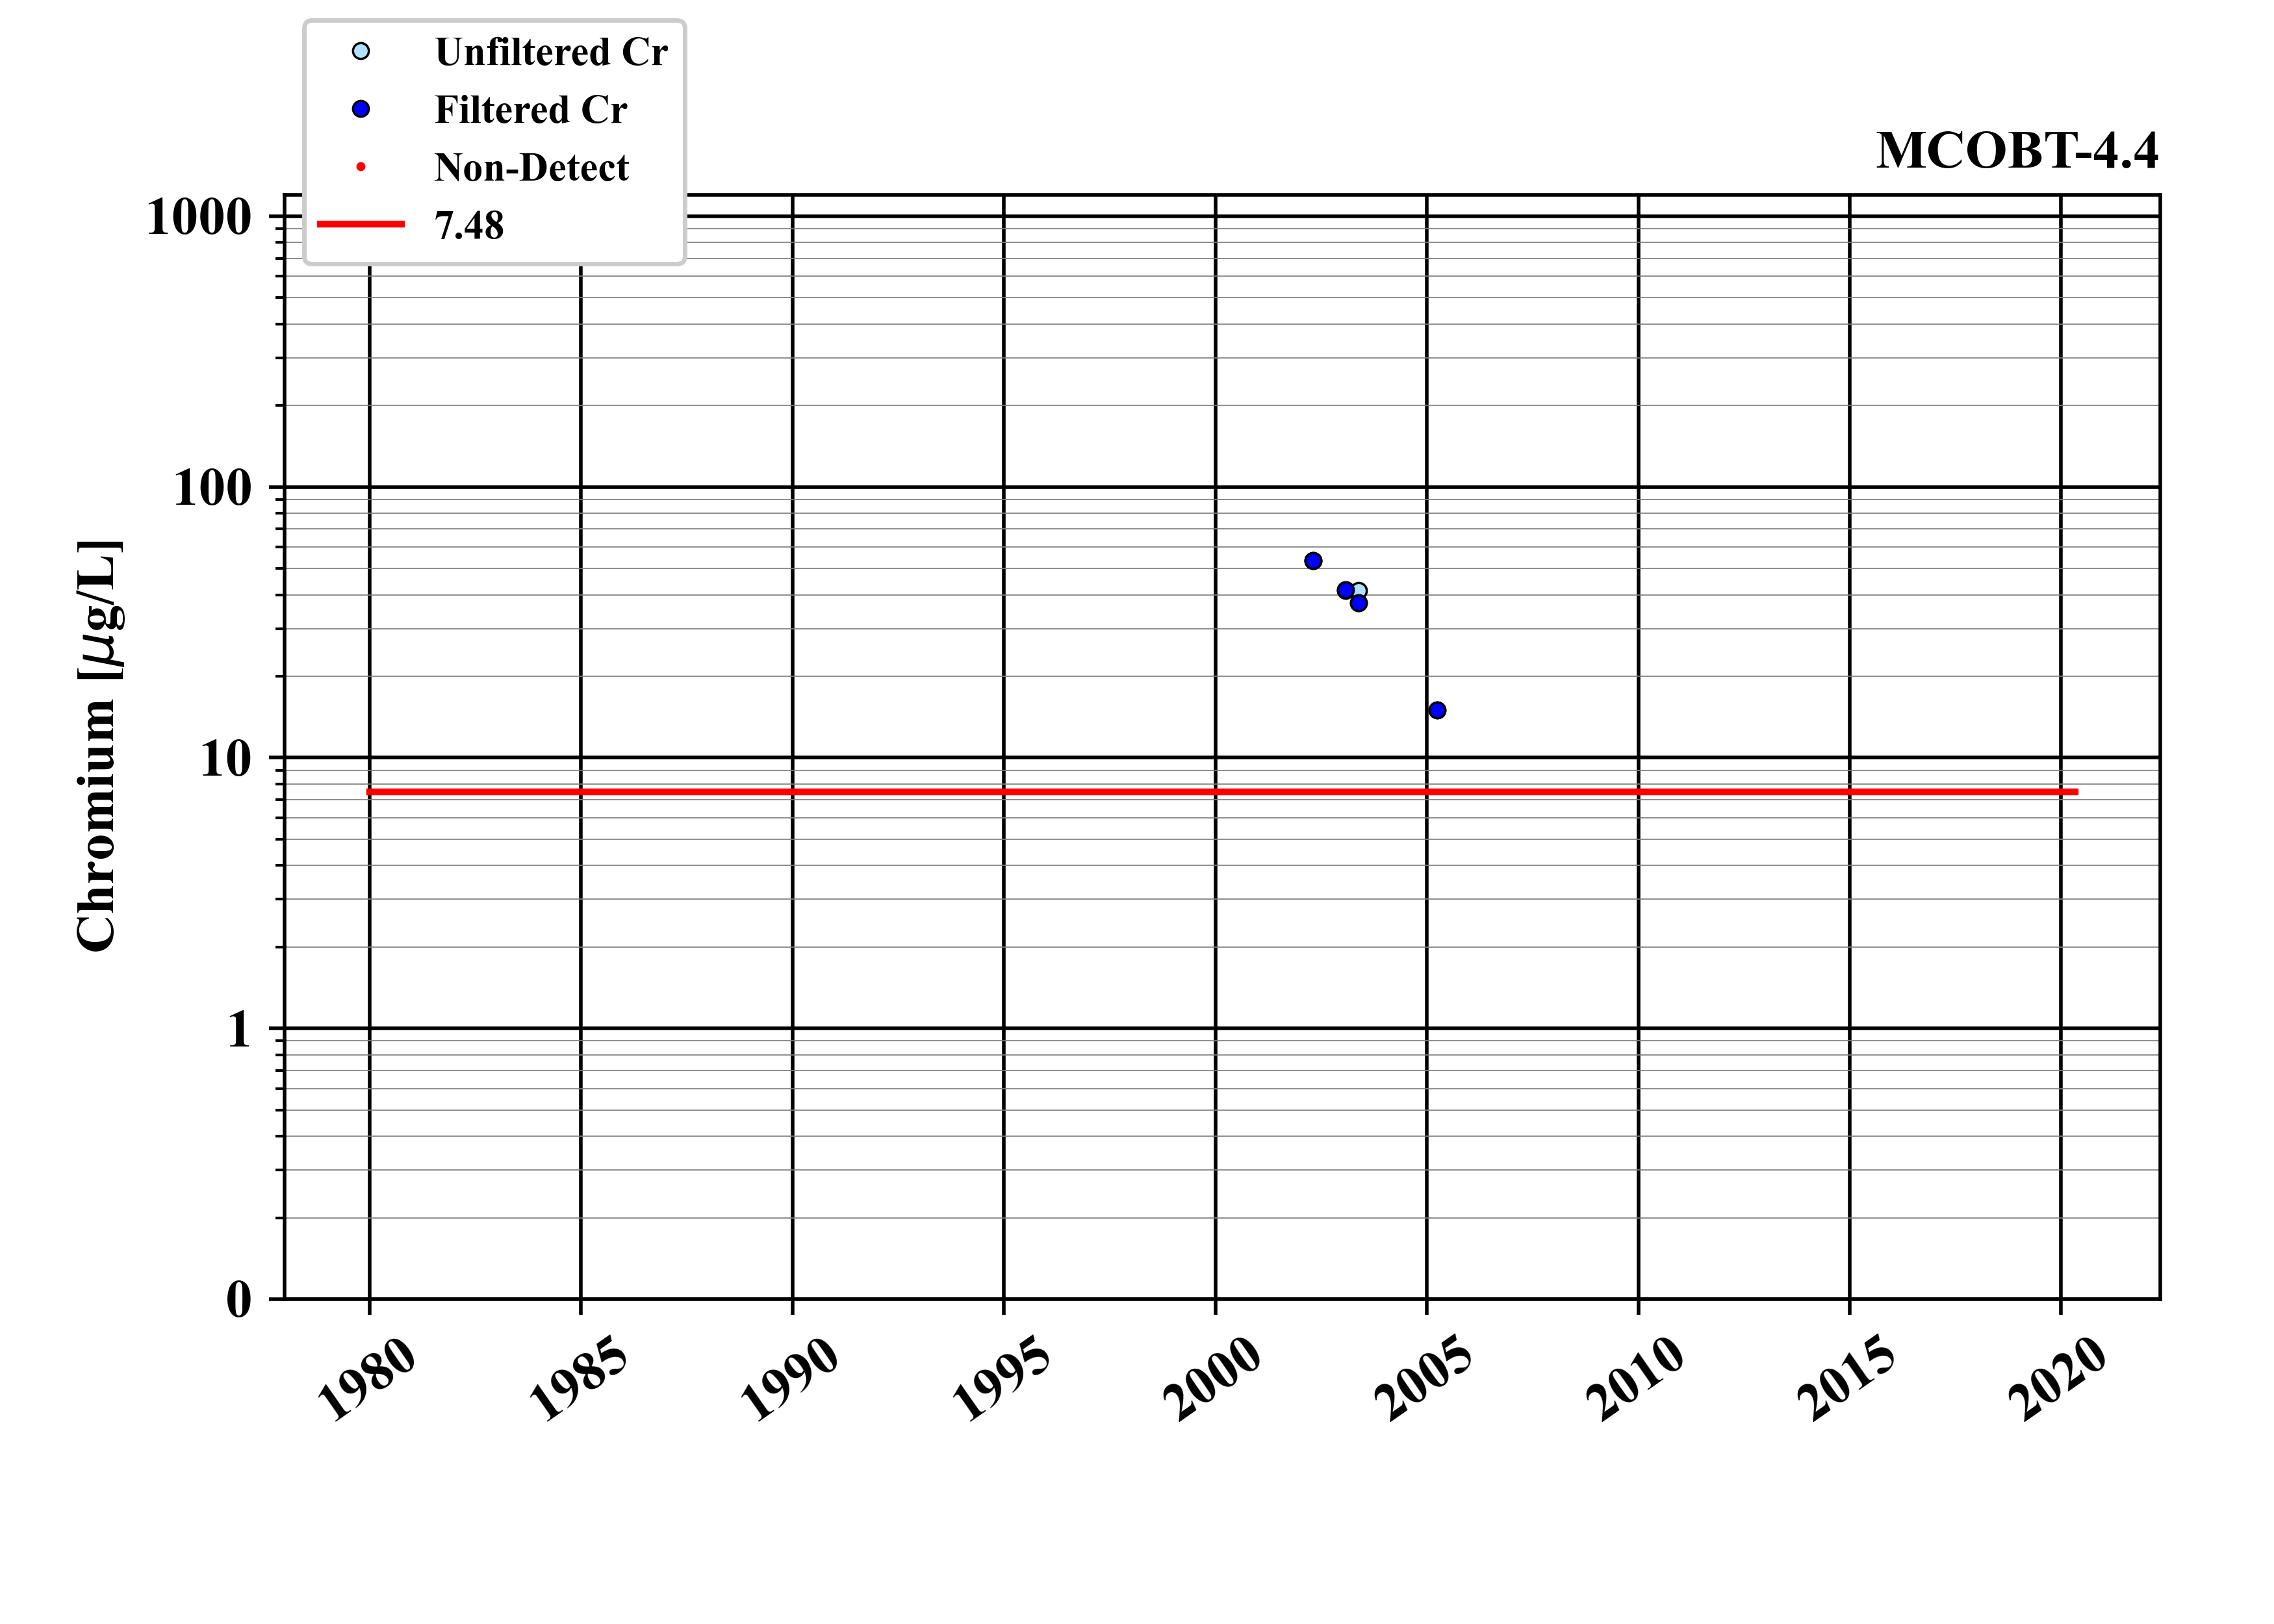 Unfiltered Cr
Filtered Cr
Non-Detect
7.48
MCOBT-4.4
Chromium [μg/L]
1000
100
10
1
0
1980 1985 1990 1995 2000 2005 2010 2015 2020